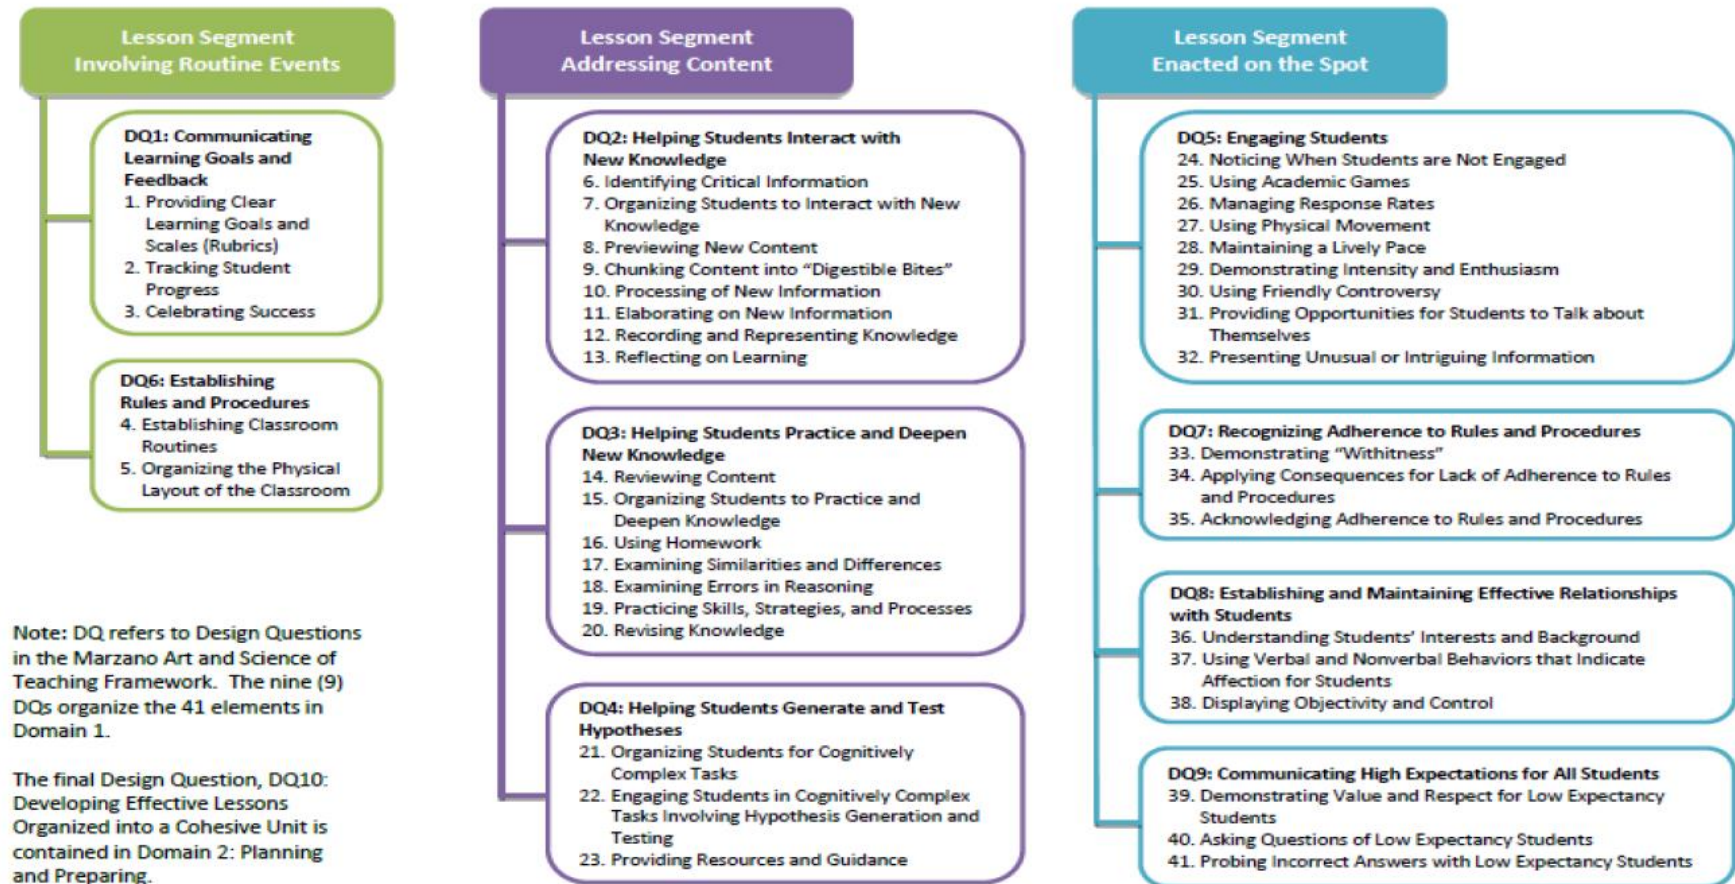 Lesson Segment
Involving Routine Events
DQ1: Communicating
Learning Goals and
Feedback
1. Providing Clear
Learning Goals and
Scales (Rubrics)
2. Tracking Student
Progress
3. Celebrating Success
DQ6: Establishing
Rules and Procedures
4. Establishing Classroom
Routines
5. Organizing the Physical
Layout of the Classroom
Note: DQ refers to Design Questions
in the Marzano Art and Science of
Teaching Framework. The nine (9)
DQs organize the 41 elements in
Domain 1.
The final Design Question, DQ10:
Developing Effective Lessons
Organized into a Cohesive Unit is
contained in Domain 2: Planning
and Preparing.
Lesson Segment
Addressing Content
DQ2: Helping Students Interact with
New Knowledge
6. Identifying Critical Information
7. Organizing Students to Interact with New
Knowledge
8. Previewing New Content
9. Chunking Content into “Digestible Bites”
10. Processing of New Information
11. Elaborating on New Information
12. Recording and Representing Knowledge
13. Reflecting on Learning
DQ3: Helping Students Practice and Deepen
New Knowledge
14. Reviewing Content
15. Organizing Students to Practice and
Deepen Knowledge
16. Using Homework
17. Examining Similarities and Differences
18. Examining Errors in Reasoning
19. Practicing Skills, Strategies, and Processes
20. Revising Knowledge
DQ4: Helping Students Generate and Test
Hypotheses
21. Organizing Students for Cognitively
Complex Tasks
22. Engaging Students in Cognitively Complex
Tasks Involving Hypothesis Generation and
Testing
23. Providing Resources and Guidance
Lesson Segment
Enacted on the Spot
DQ5: Engaging Students
24. Noticing When Students are Not Engaged
25. Using Academic Games
26. Managing Response Rates
27. Using Physical Movement
28. Maintaining a Lively Pace
29. Demonstrating Intensity and Enthusiasm
30. Using Friendly Controversy
31. Providing Opportunities for Students to Talk about
Themselves
32. Presenting Unusual or Intriguing Information
DQ7: Recognizing Adherence to Rules and Procedures
33. Demonstrating “Withitness”
34. Applying Consequences for Lack of Adherence to Rules
and Procedures
35. Acknowledging Adherence to Rules and Procedures
DQ8: Establishing and Maintaining Effective Relationships
with Students
36. Understanding Students’ Interests and Background
37. Using Verbal and Nonverbal Behaviors that Indicate
Affection for Students
38. Displaying Objectivity and Control
DQ9: Communicating High Expectations for All Students
39. Demonstrating Value and Respect for Low Expectancy
Students
40. Asking Questions of Low Expectancy Students
41. Probing Incorrect Answers with Low Expectancy Students